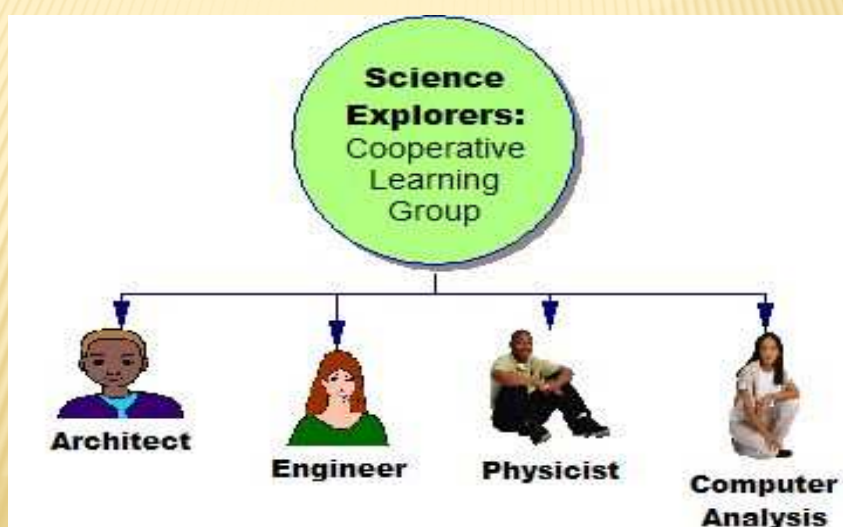 Science
Explorers:
Cooperative
Learning
Group
Architect
Engineer
Physicist
Computer
Analysis